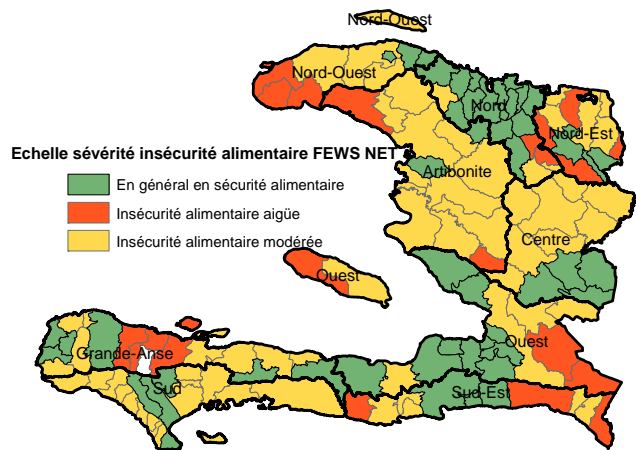 Nord-Ouest
Nord-Ouest
Nord
Nord-Est
Echelle sévérité insécurité alimentaire FEWS NET
Artibonite
En général en sécurité alimentaire
Insécurité alimentaire aigüe
Insécurité alimentaire modérée
Centre
Ouest
Ouest
Grande-Anse
Sud
Sud-Est